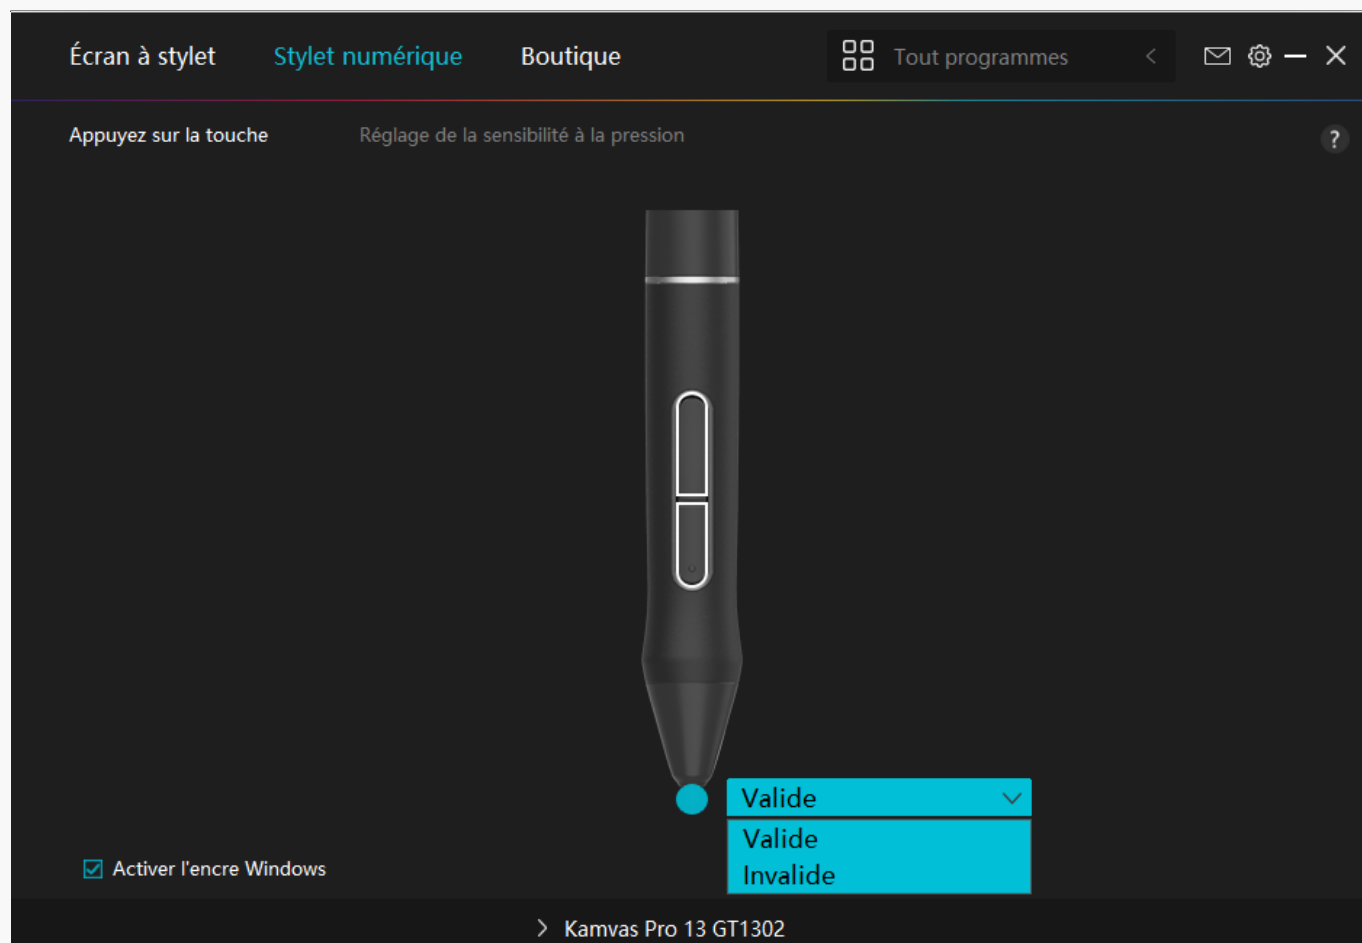 Écran à stylet
Stylet numérique
Boutique
Tout programmes
Appuyez sur la touche
Réglage de la sensibilité à la pression
?
Valide
Valide
Invalide
Activer l'encre Windows
Kamvas Pro 13 GT1302